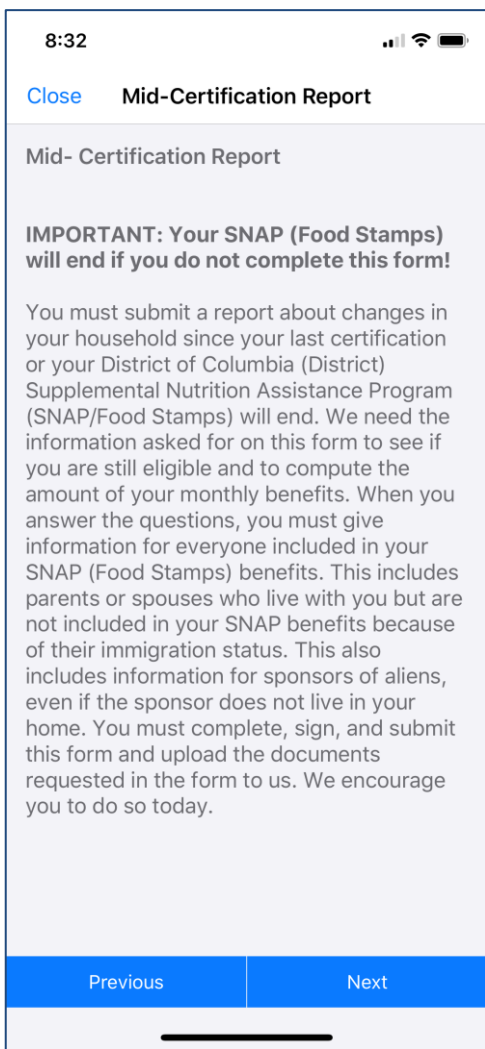 8:32
Close Mid-Certification Report
Mid- Certification Report
IMPORTANT: Your SNAP (Food Stamps)
will end if you do not complete this form!
You must submit a report about changes in
your household since your last certification
or your District of Columbia (District)
Supplemental Nutrition Assistance Program
(SNAP/Food Stamps) will end. We need the
information asked for on this form to see if
you are still eligible and to compute the
amount of your monthly benefits. When you
answer the questions, you must give
information for everyone included in your
SNAP (Food Stamps) benefits. This includes
parents or spouses who live with you but are
not included in your SNAP benefits because
of their immigration status. This also
includes information for sponsors of aliens,
even if the sponsor does not live in your
home. You must complete, sign, and submit
this form and upload the documents
requested in the form to us. We encourage
you to do so today.
Previous Next